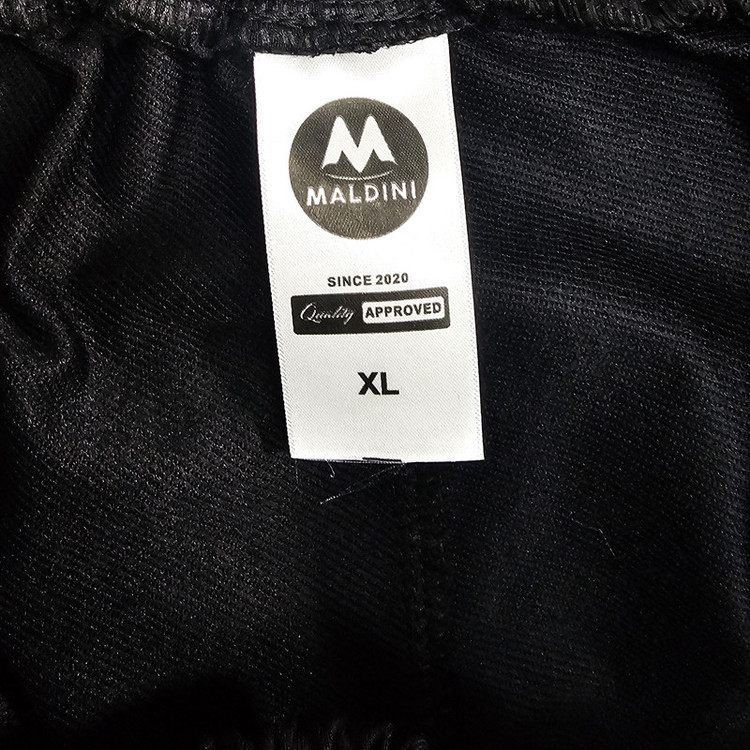 M
MALDINI
SINCE 2020
Quality APPROVED
XL